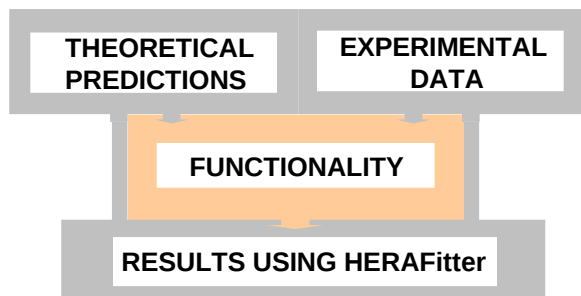 THEORETICAL
PREDICTIONS
EXPERIMENTAL
DATA
FUNCTIONALITY
RESULTS USING HERAFitter